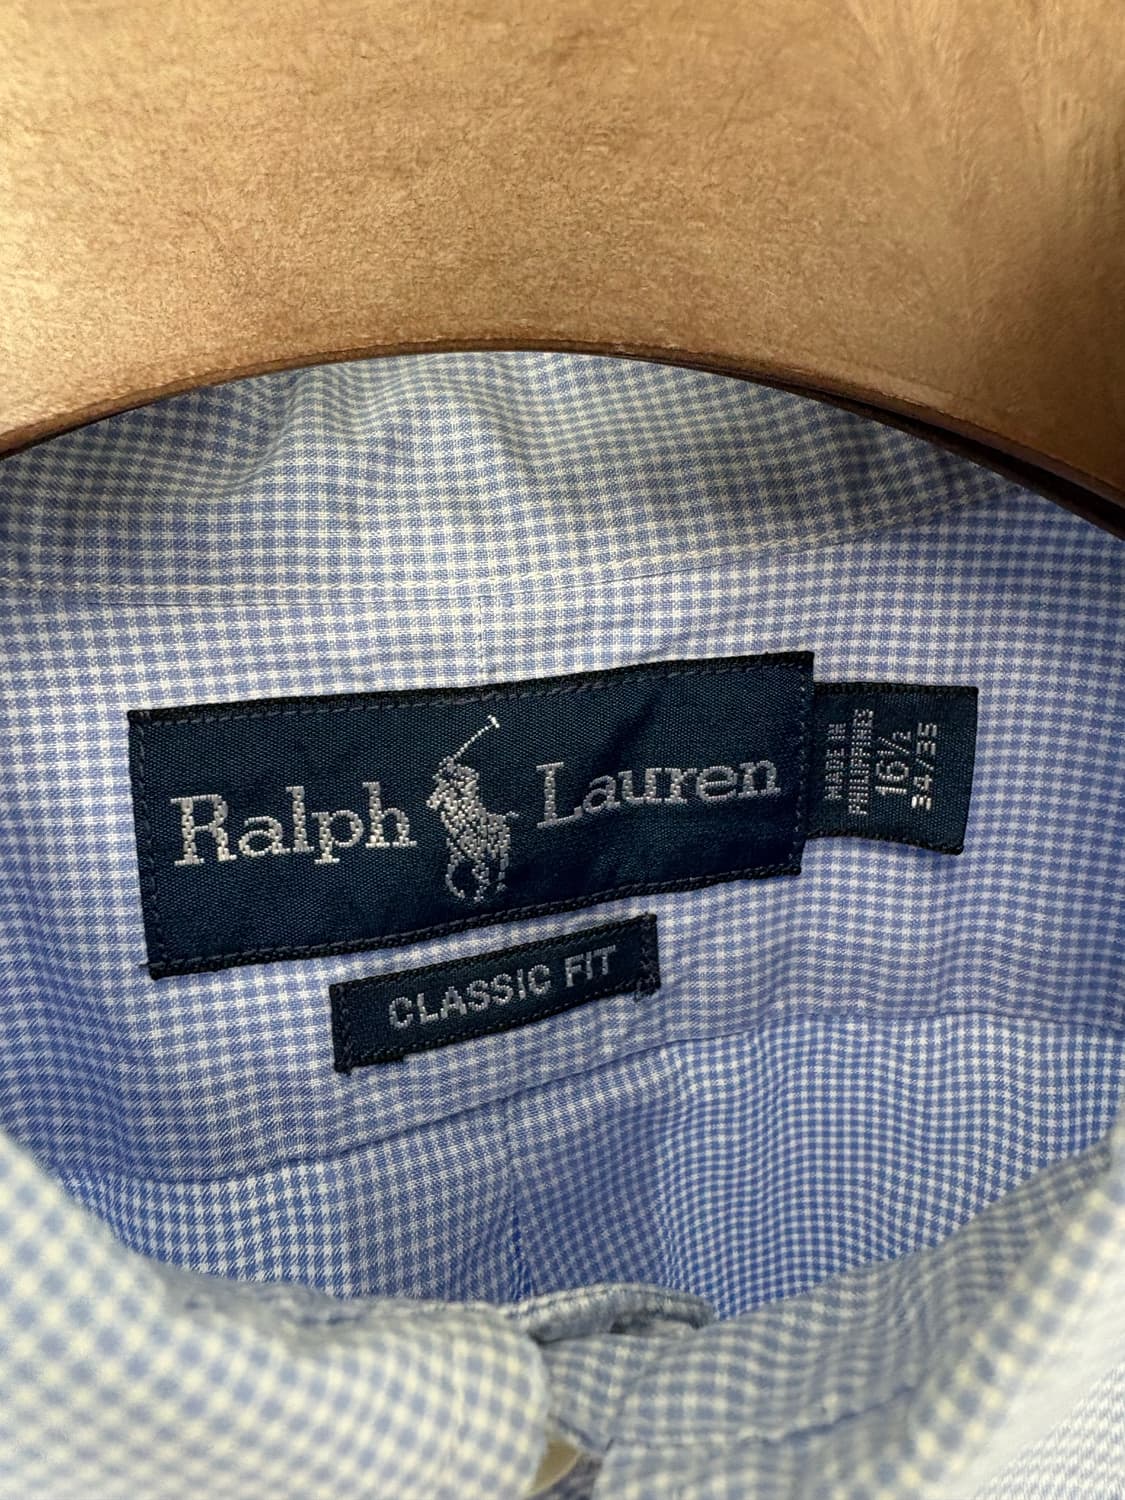 Ralph Lauren
CLASSIC FIT
MADE IN
PHILIPPINES
16½
34/35